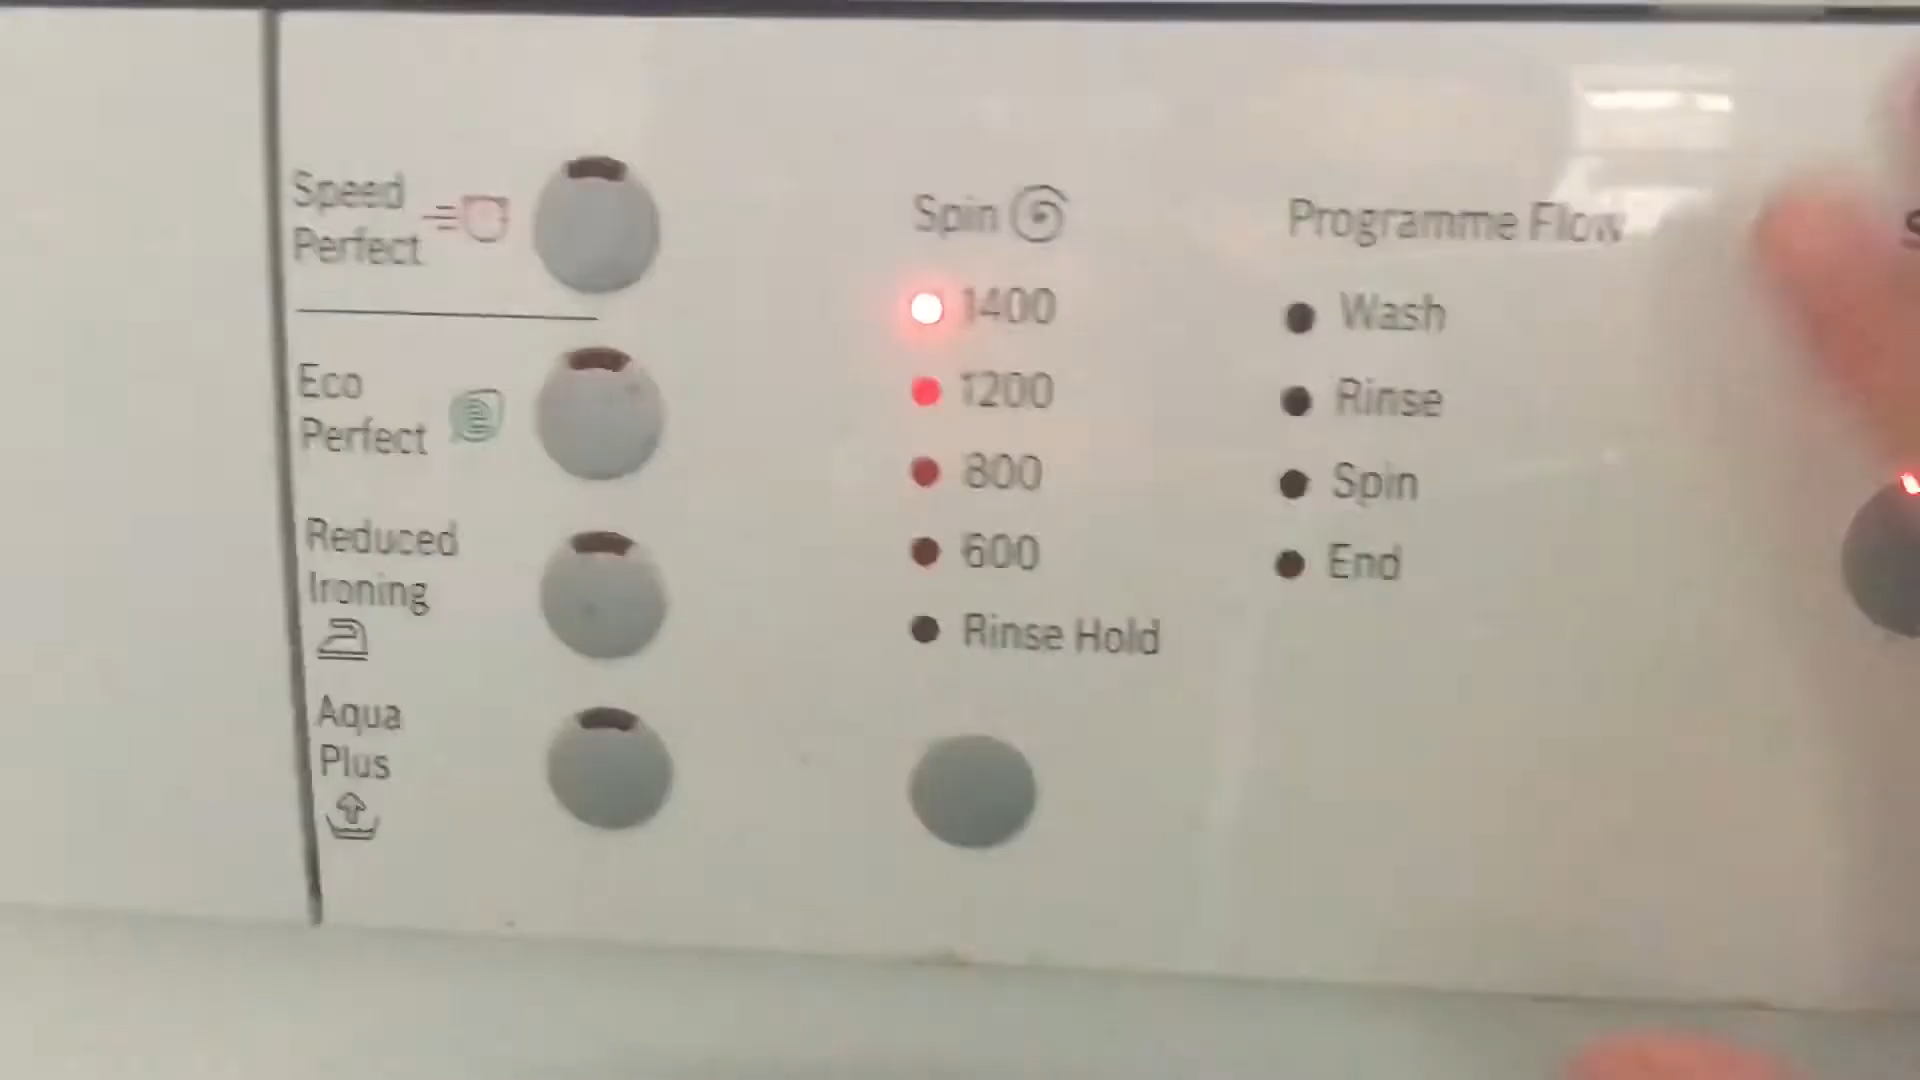 Speed
Perfect
Eco
Perfect
Reduced
Ironing
Aqua
Plus
Spin
1400
1200
800
600
Rinse Hold
Programme Flow
Wash
Rinse
Spin
End